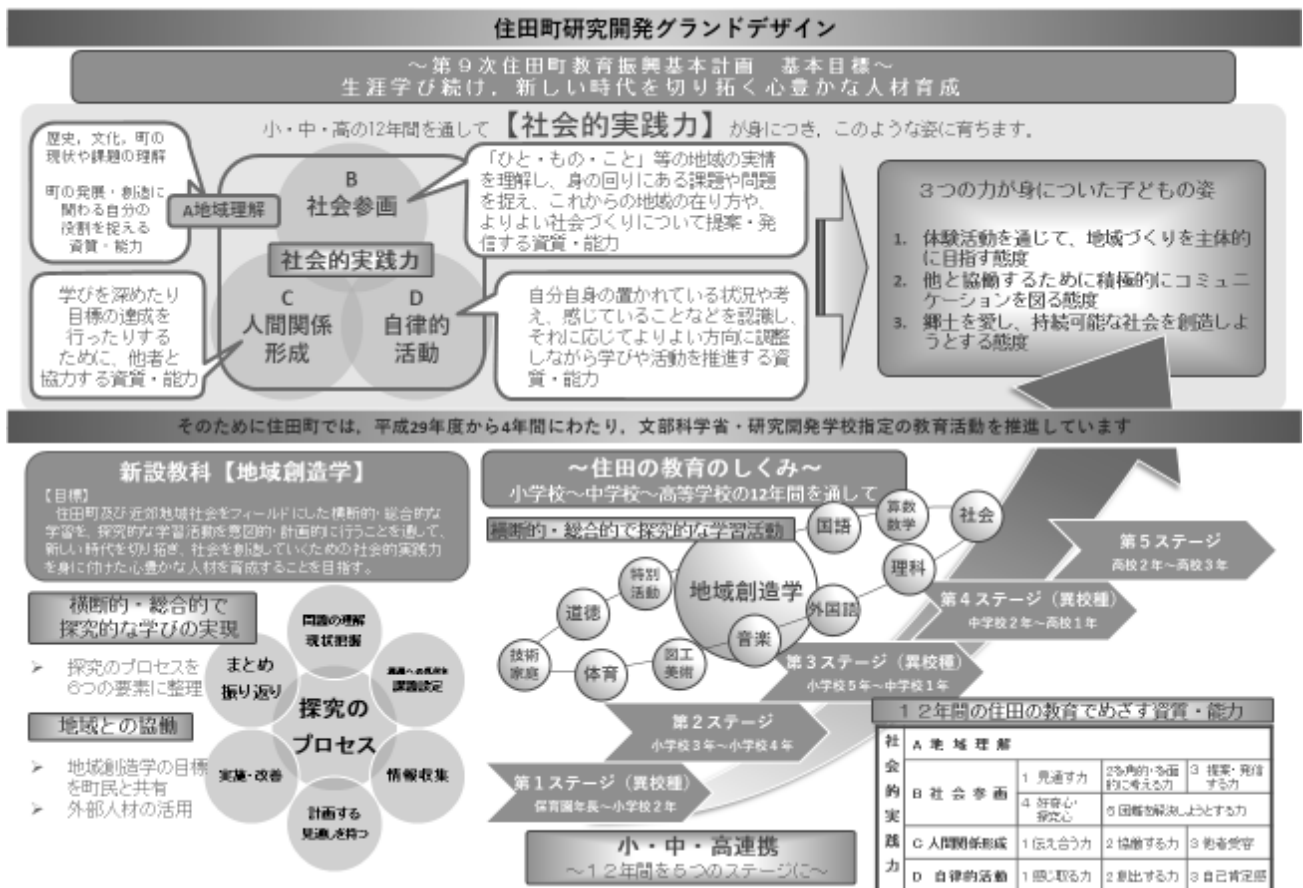 住田町研究開発グランドデザイン
～第９次住田町教育振興基本計画　基本目標～
生涯学び続け，新しい時代を切り拓く心豊かな人材育成
小・中・高の12年間を通して【社会的実践力】が身につき，このような姿に育ちます。
歴史，文化，町の
現状や課題の理解
町の発展・創造に
関わる自分の
役割を捉える
資質・能力
A地域理解
B
社会参画
「ひと・もの・こと」等の地域の実情
を理解し、身の回りにある課題や問題
を捉え、これからの地域の在り方や、
よりよい社会づくりについて提案・発
信する資質・能力
社会的実践力
学びを深めたり
目標の達成を
行ったりする
ために、他者と
協力する資質・能力
C
人間関係
形成
D
自律的
活動
自分自身の置かれている状況や考
え、感じていることなどを認識し、
それに応じてよりよい方向に調整
しながら学びや活動を推進する資
質・能力
３つの力が身についた子どもの姿
1. 体験活動を通じて、地域づくりを主体的
に目指す態度
2. 他と協働するために積極的にコミュニ
ケーションを図る態度
3. 郷土を愛し、持続可能な社会を創造しよ
うとする態度
そのために住田町では，平成29年度から4年間にわたり，文部科学省・研究開発学校指定の教育活動を推進しています
新設教科【地域創造学】
【目標】
住田町及び近郊地域社会をフィールドにした横断的・総合的な
学習を、探究的な学習活動を意図的・計画的に行うことを通して、
新しい時代を切り拓き、社会を創造していくための社会的実践力
を身に付けた心豊かな人材を育成することを目指す。
横断的・総合的で
探究的な学びの実現
➢ 探究のプロセスを
6つの要素に整理
地域との協働
➢ 地域創造学の目標
を町民と共有
➢ 外部人材の活用
探究の
プロセス
問題の理解
現状把握
課題設定
情報収集
計画する
見通しを持つ
実施・改善
まとめ
振り返り
～住田の教育のしくみ～
小学校～中学校～高等学校の12年間を通して
横断的・総合的で探究的な学習活動
地域創造学
国語
算数
数学
社会
理科
外国語
音楽
図工
美術
体育
技術
家庭
道徳
特別
活動
第５ステージ
高校２年～高校３年
第４ステージ（異校種）
中学校２年～高校１年
第３ステージ（異校種）
小学校５年～中学校１年
第２ステージ
小学校３年～小学校４年
第１ステージ（異校種）
保育園年長～小学校２年
小・中・高連携
～１２年間を５つのステージに～
１２年間の住田の教育でめざす資質・能力
社会的実践力
A 地域理解
B 社会参画
1 見通す力
2多角的・多面
的に考える力
3 提案・発信
する力
4 好奇心・
探究心
5 困難を解決しようとする力
C 人間関係形成
1 伝え合う力
2 協働する力
3 他者受容
D 自律的活動
1 感じ取る力
2 創出する力
3 自己肯定感